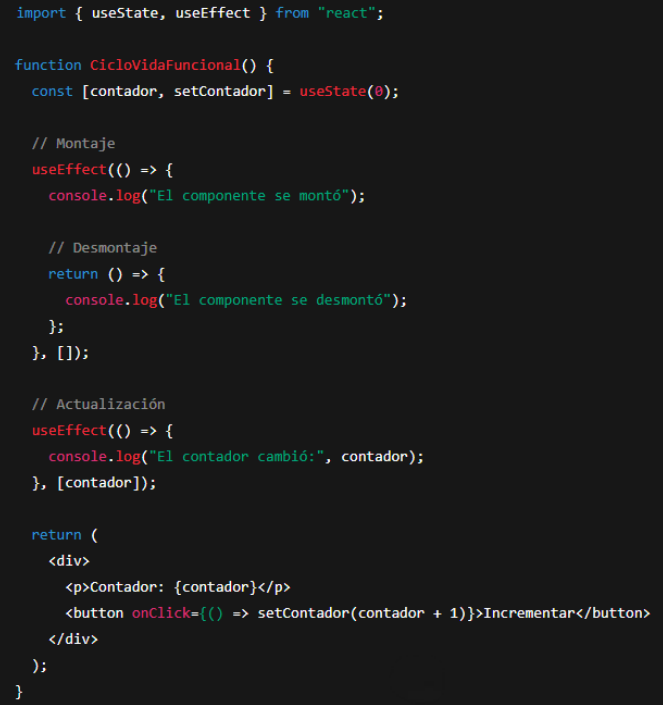 import { useState, useEffect } from "react";
function CicloVidaFuncional() {
const [contador, setContador] = useState(0);
// Montaje
useEffect(() => {
console.log("El componente se montó");
// Desmontaje
return () => {
console.log("El componente se desmontó");
};
}, []);
// Actualización
useEffect(() => {
console.log("El contador cambió:", contador);
}, [contador]);
return (
<div>
<p>Contador: {contador}</p>
<button onClick={() => setContador(contador + 1)}>Incrementar</button>
</div>
);
}